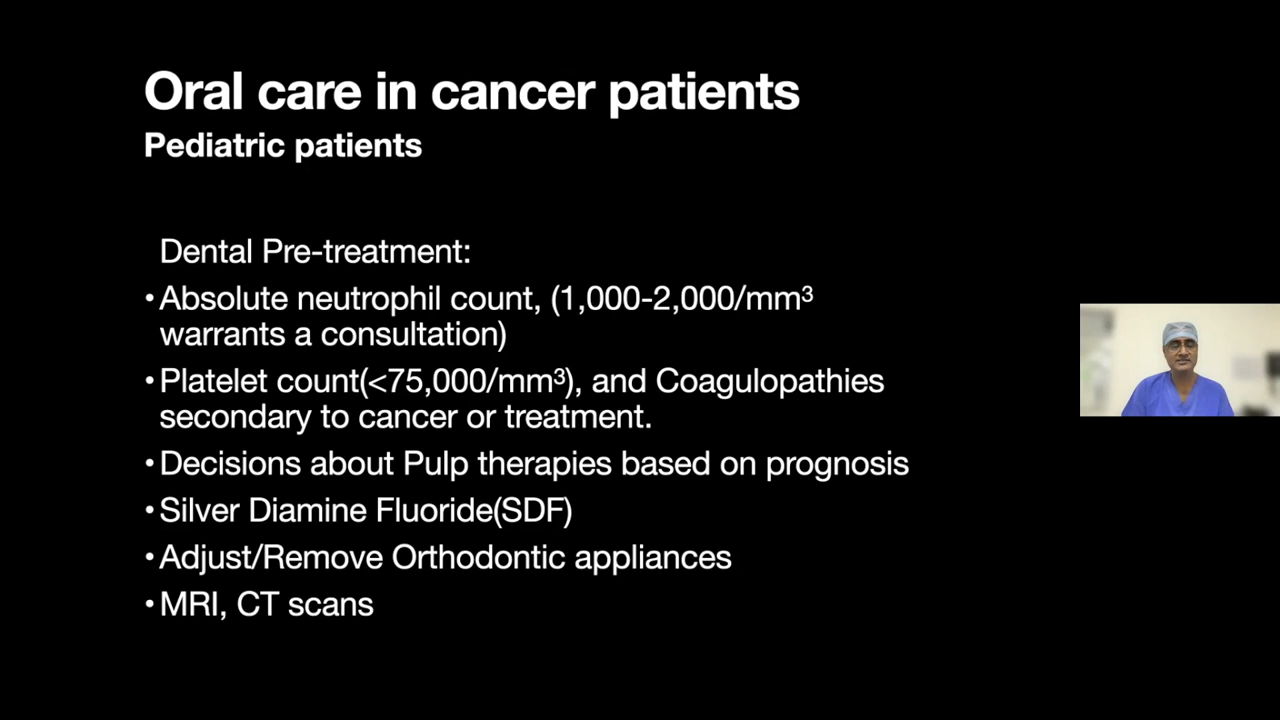 Oral care in cancer patients
Pediatric patients
Dental Pre-treatment:
•Absolute neutrophil count, (1,000-2,000/mm³
warrants a consultation)
•Platelet count(<75,000/mm³), and Coagulopathies
secondary to cancer or treatment.
•Decisions about Pulp therapies based on prognosis
•Silver Diamine Fluoride(SDF)
•Adjust/Remove Orthodontic appliances
•MRI, CT scans